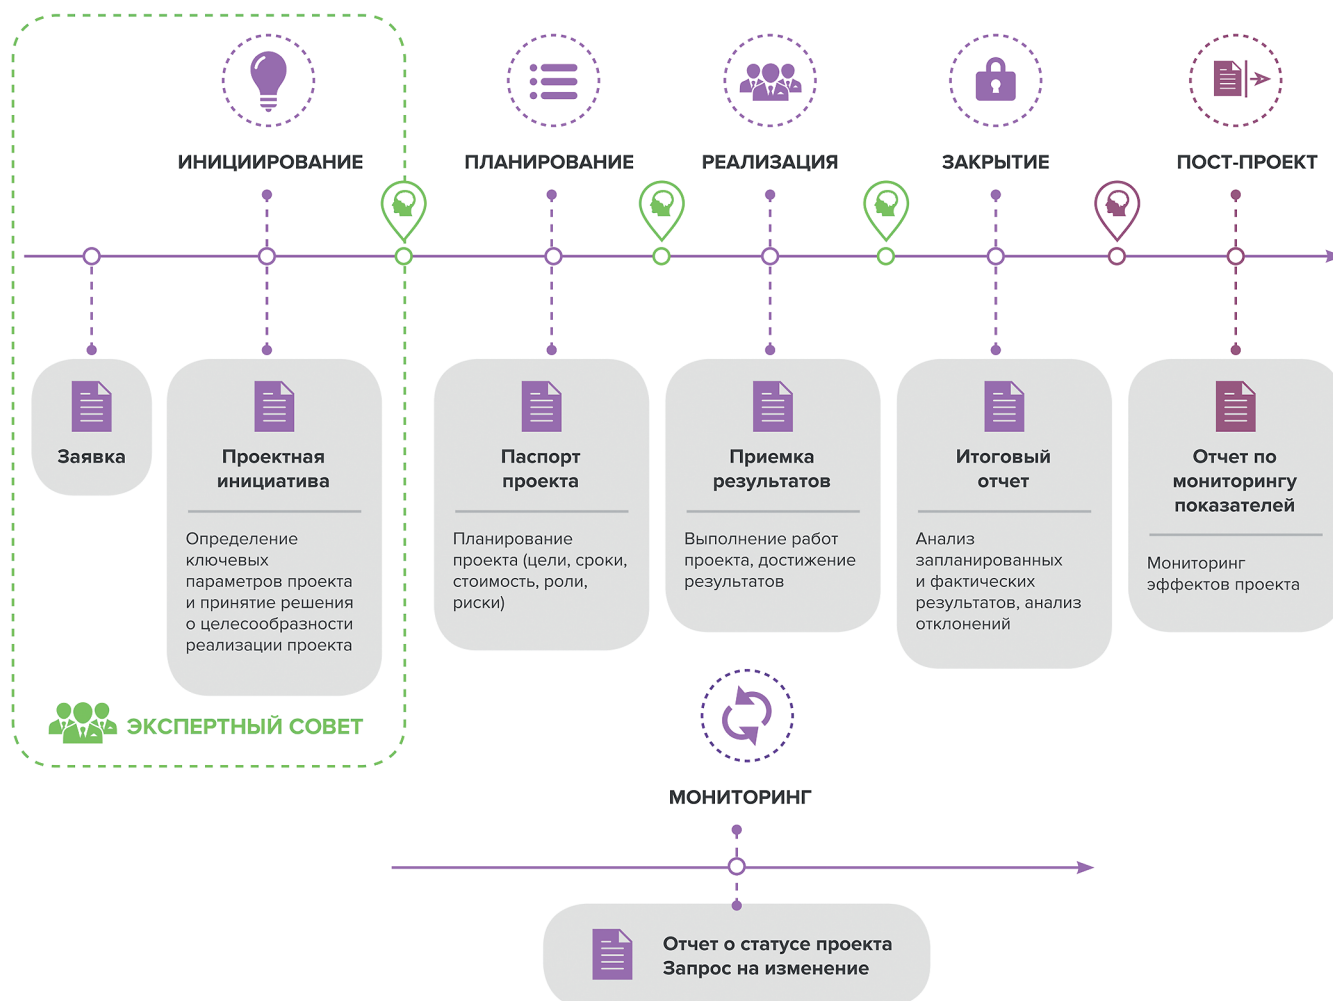 ИНИЦИИРОВАНИЕ
ПЛАНИРОВАНИЕ
РЕАЛИЗАЦИЯ
ЗАКРЫТИЕ
ПОСТ-ПРОЕКТ
Заявка
Проектная
инициатива
Определение
ключевых
параметров проекта
и принятие решения
о целесообразности
реализации проекта
Паспорт
проекта
Планирование
проекта (цели, сроки,
стоимость, роли,
риски)
Приемка
результатов
Выполнение работ
проекта, достижение
результатов
Итоговый
отчет
Анализ
запланированных
и фактических
результатов, анализ
отклонений
Отчет по
мониторингу
показателей
Мониторинг
эффектов проекта
ЭКСПЕРТНЫЙ СОВЕТ
МОНИТОРИНГ
Отчет о статусе проекта
Запрос на изменение